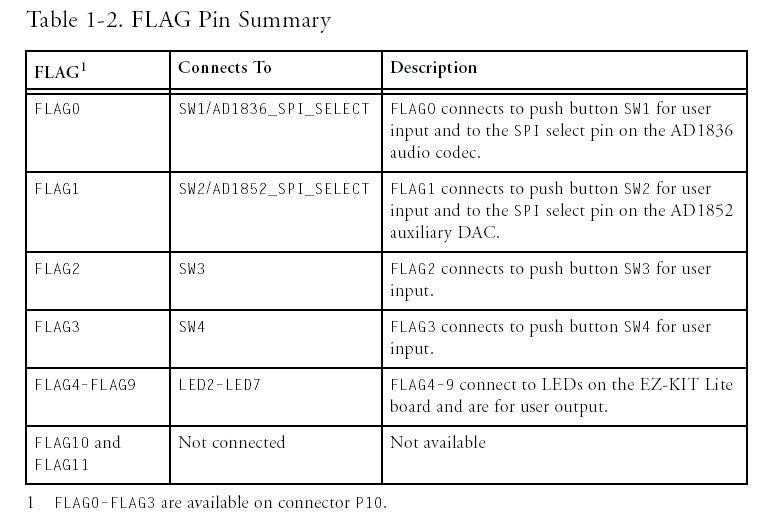 Table 1-2. FLAG Pin Summary
FLAG1 Connects To Description
FLAG0 SW1/AD1836_SPI_SELECT FLAG0 connects to push button SW1 for user
input and to the SPI select pin on the AD1836
audio codec.
FLAG1 SW2/AD1852_SPI_SELECT FLAG1 connects to push button SW2 for user
input and to the SPI select pin on the AD1852
auxiliary DAC.
FLAG2 SW3 FLAG2 connects to push button SW3 for user
input.
FLAG3 SW4 FLAG3 connects to push button SW4 for user
input.
FLAG4-FLAG9 LED2-LED7 FLAG4-9 connect to LEDs on the EZ-KIT Lite
board and are for user output.
FLAG10 and Not connected Not available
FLAG11
1 FLAG0-FLAG3 are available on connector P10.